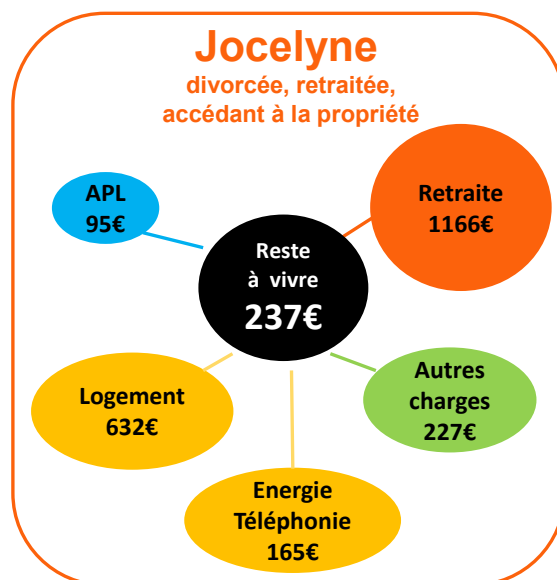 Jocelyne
divorcée, retraitée,
accédant à la propriété
APL
95€
Retraite
1166€
Reste
à vivre
237€
Logement
632€
Autres
charges
227€
Energie
Téléphonie
165€